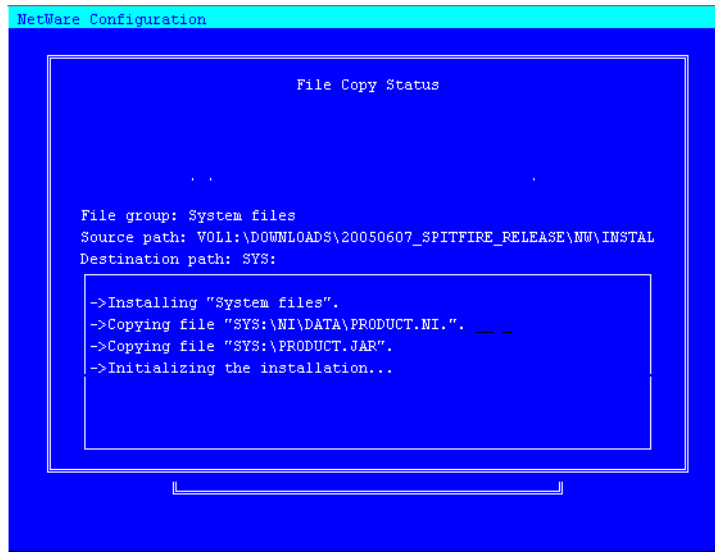 NetWare Configuration
File Copy Status
File group: System files
Source path: VOL1:\DOWNLOADS\20050607_SPITFIRE_RELEASE\NW\INSTAL
Destination path: SYS:
->Installing "System files".
->Copying file "SYS:\NI\DATA\PRODUCT.NI.".
->Copying file "SYS:\PRODUCT.JAR".
->Initializing the installation...